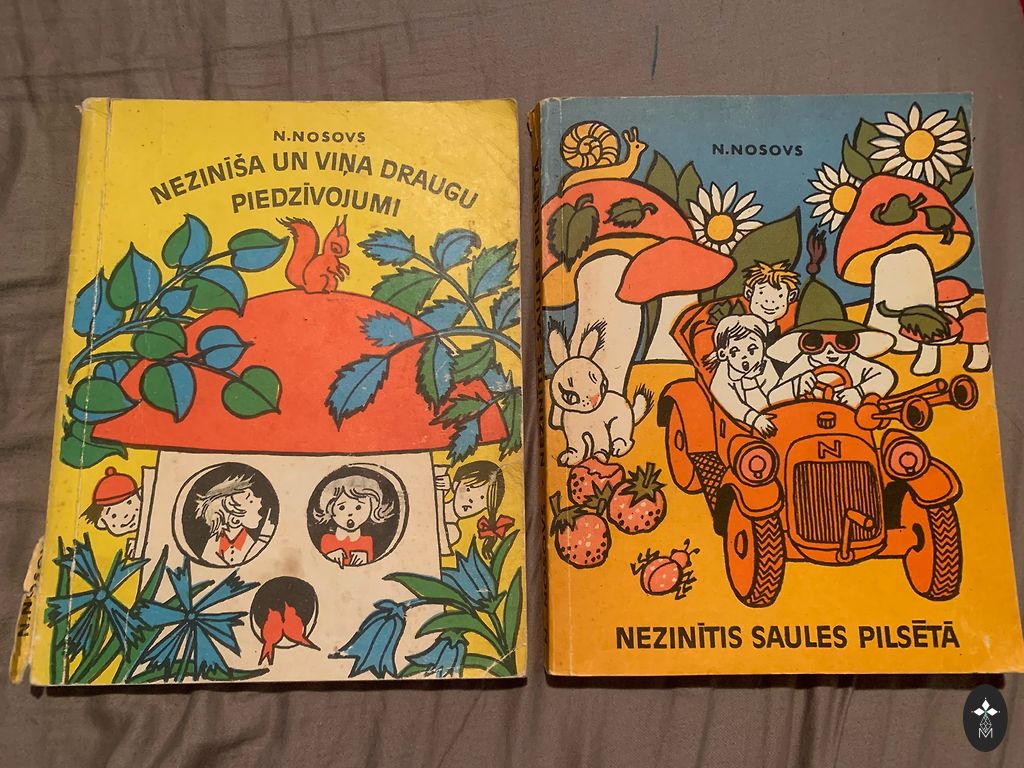 N.NOSOVS
NEZINĪŠA UN VIŅA DRAUGU
PIEDZĪVOJUMI
N.NOSOVS
N
NEZINĪTIS SAULES PILSĒTĀ
M